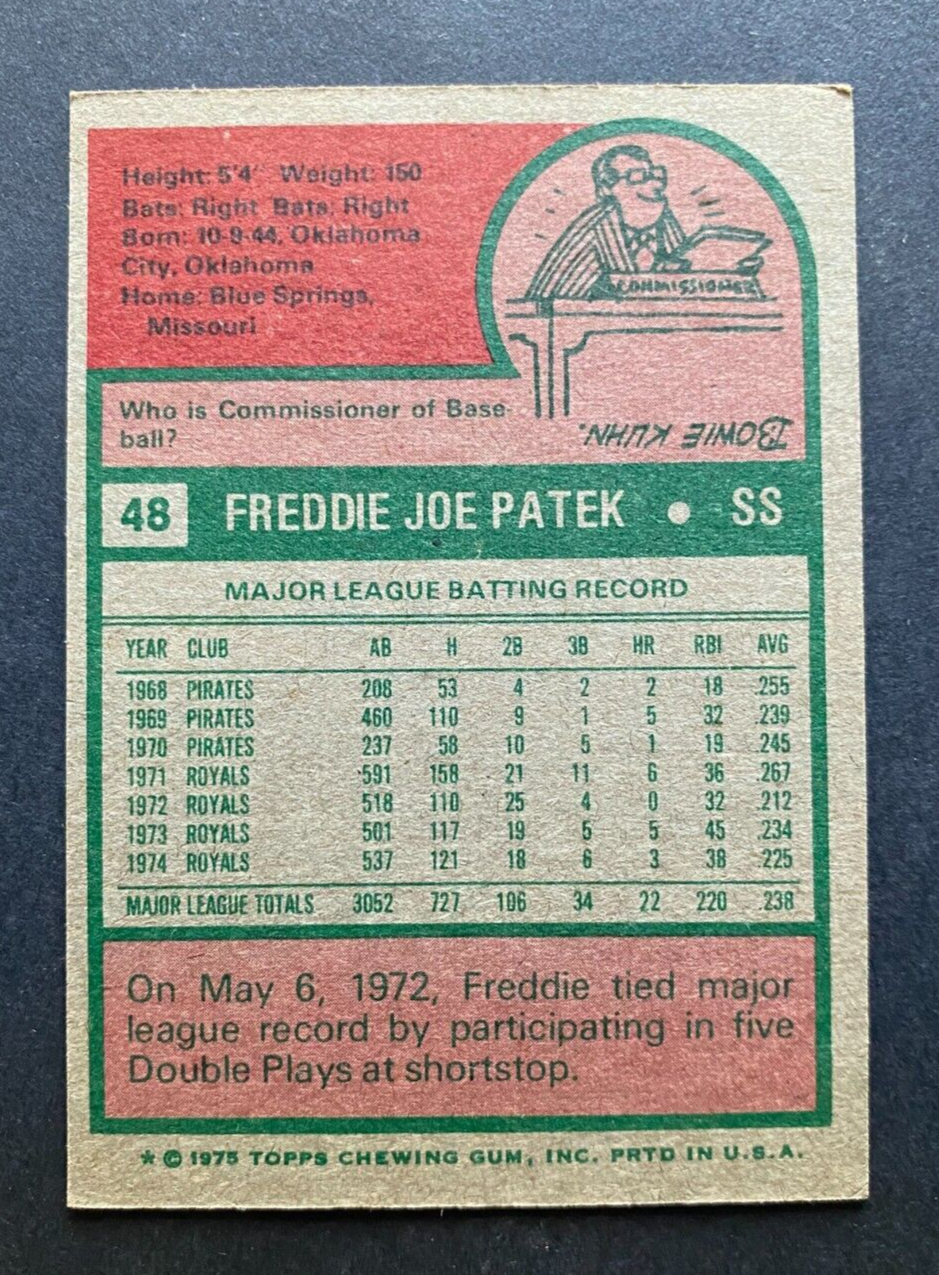 Height: 5'4" Weight: 150
Bats: Right Bats: Right
Born: 10-9-44, Oklahoma
City, Oklahoma
Home: Blue Springs,
Missouri
COMMISSIONER
Who is Commissioner of Base-
ball?
BOWIE KUHN.
48 FREDDIE JOE PATEK • SS
MAJOR LEAGUE BATTING RECORD
YEAR CLUB AB H 2B 3B HR RBI AVG
1968 PIRATES 208 53 4 2 2 18 .255
1969 PIRATES 460 110 9 1 5 32 .239
1970 PIRATES 237 58 10 5 1 19 .245
1971 ROYALS 591 158 21 11 6 36 .267
1972 ROYALS 518 110 25 4 0 32 .212
1973 ROYALS 501 117 19 5 5 45 .234
1974 ROYALS 537 121 18 6 3 38 .225
MAJOR LEAGUE TOTALS 3052 727 106 34 22 220 .238
On May 6, 1972, Freddie tied major
league record by participating in five
Double Plays at shortstop.
* © 1975 TOPPS CHEWING GUM, INC. PRTD IN U.S.A.